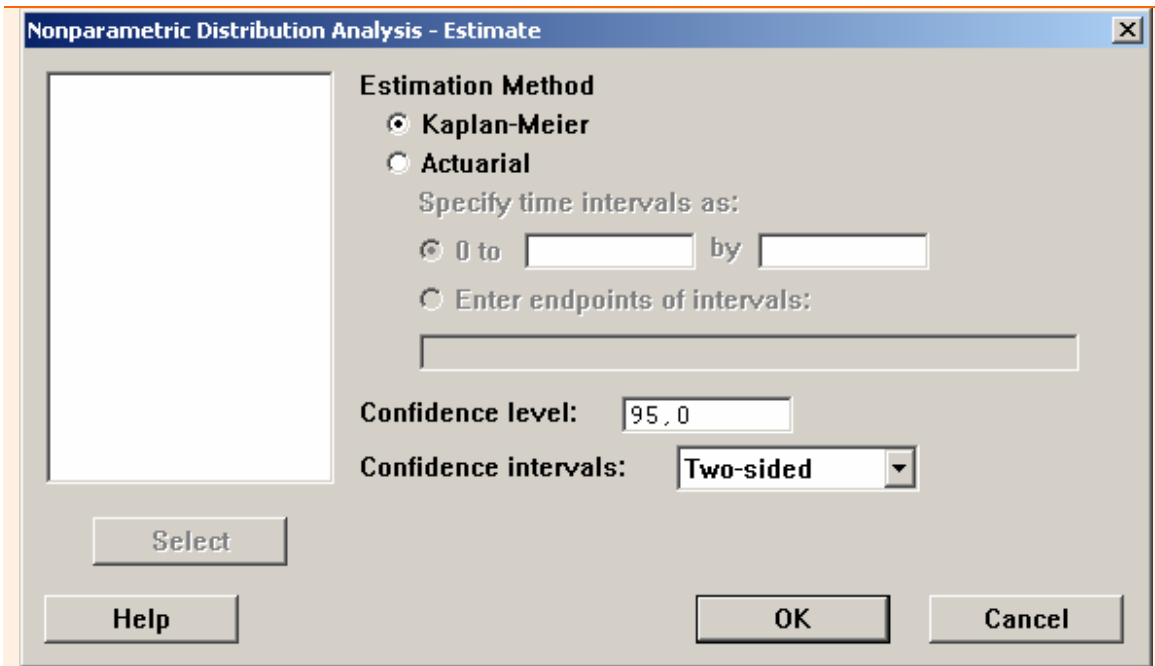 Nonparametric Distribution Analysis - Estimate
Estimation Method
Kaplan-Meier
Actuarial
Specify time intervals as:
0 to by
Enter endpoints of intervals:
Confidence level: 95,0
Confidence intervals: Two-sided
Select
Help OK Cancel